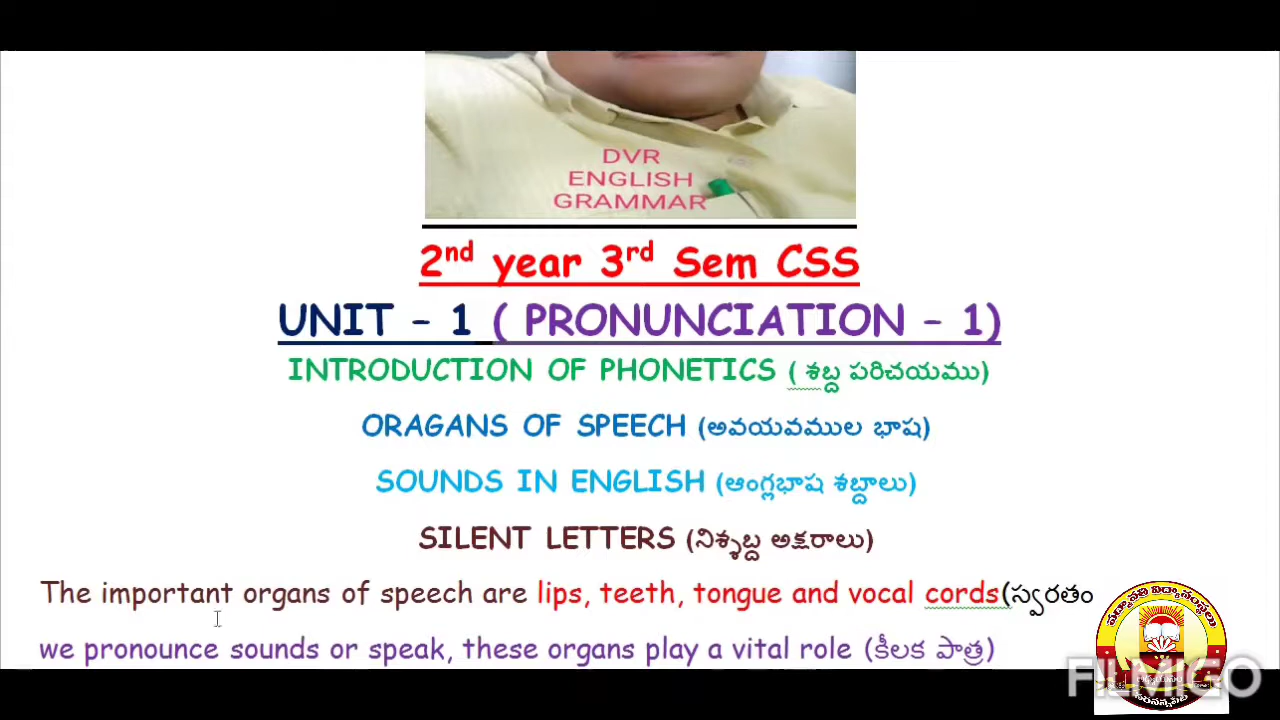 DVR
ENGLISH
GRAMMAR
2nd year 3rd Sem CSS
UNIT – 1 ( PRONUNCIATION – 1)
INTRODUCTION OF PHONETICS ( శబ్ద పరిచయము)
ORAGANS OF SPEECH (అవయవముల భాష)
SOUNDS IN ENGLISH (ఆంగ్లభాష శబ్దాలు)
SILENT LETTERS (నిశ్శబ్ద అక్షరాలు)
The important organs of speech are lips, teeth, tongue and vocal cords(స్వరతం
we pronounce sounds or speak, these organs play a vital role (కీలక పాత్ర)
FILMIGO